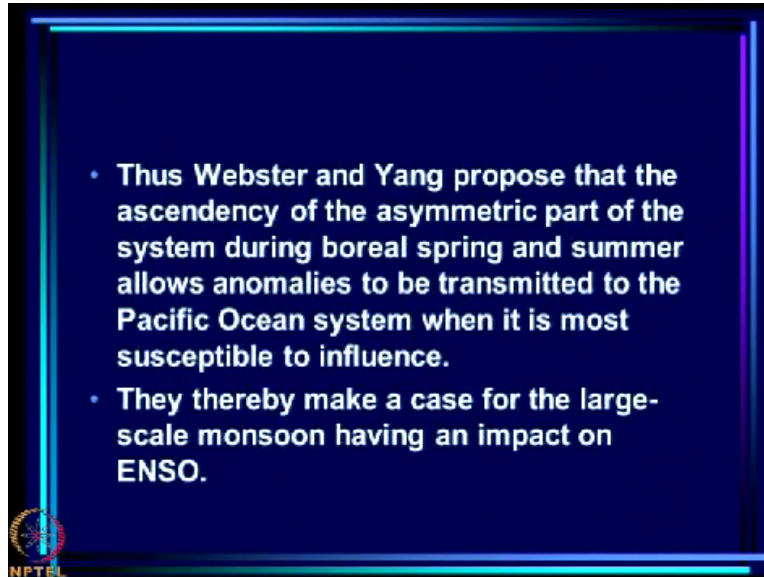 • Thus Webster and Yang propose that the
ascendency of the asymmetric part of the
system during boreal spring and summer
allows anomalies to be transmitted to the
Pacific Ocean system when it is most
susceptible to influence.
• They thereby make a case for the large-
scale monsoon having an impact on
ENSO.
NPTEL